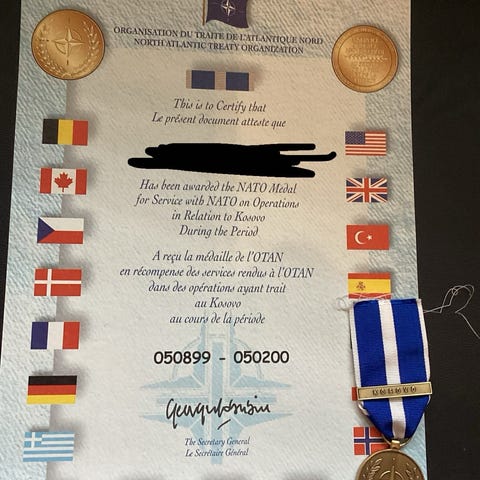 ORGANISATION DU TRAITE DE L'ATLANTIQUE NORD
NORTH ATLANTIC TREATY ORGANIZATION
This is to Certify that
Le présent document atteste que
Has been awarded the NATO Medal
for Service with NATO on Operations
in Relation to Kosovo
During the Period
A reçu la médaille de l'OTAN
en récompense des services rendus à l'OTAN
dans des opérations ayant trait
au Kosovo
au cours de la période
050899 - 050200
The Secretary General
Le Secrétaire Général
KOSOVO